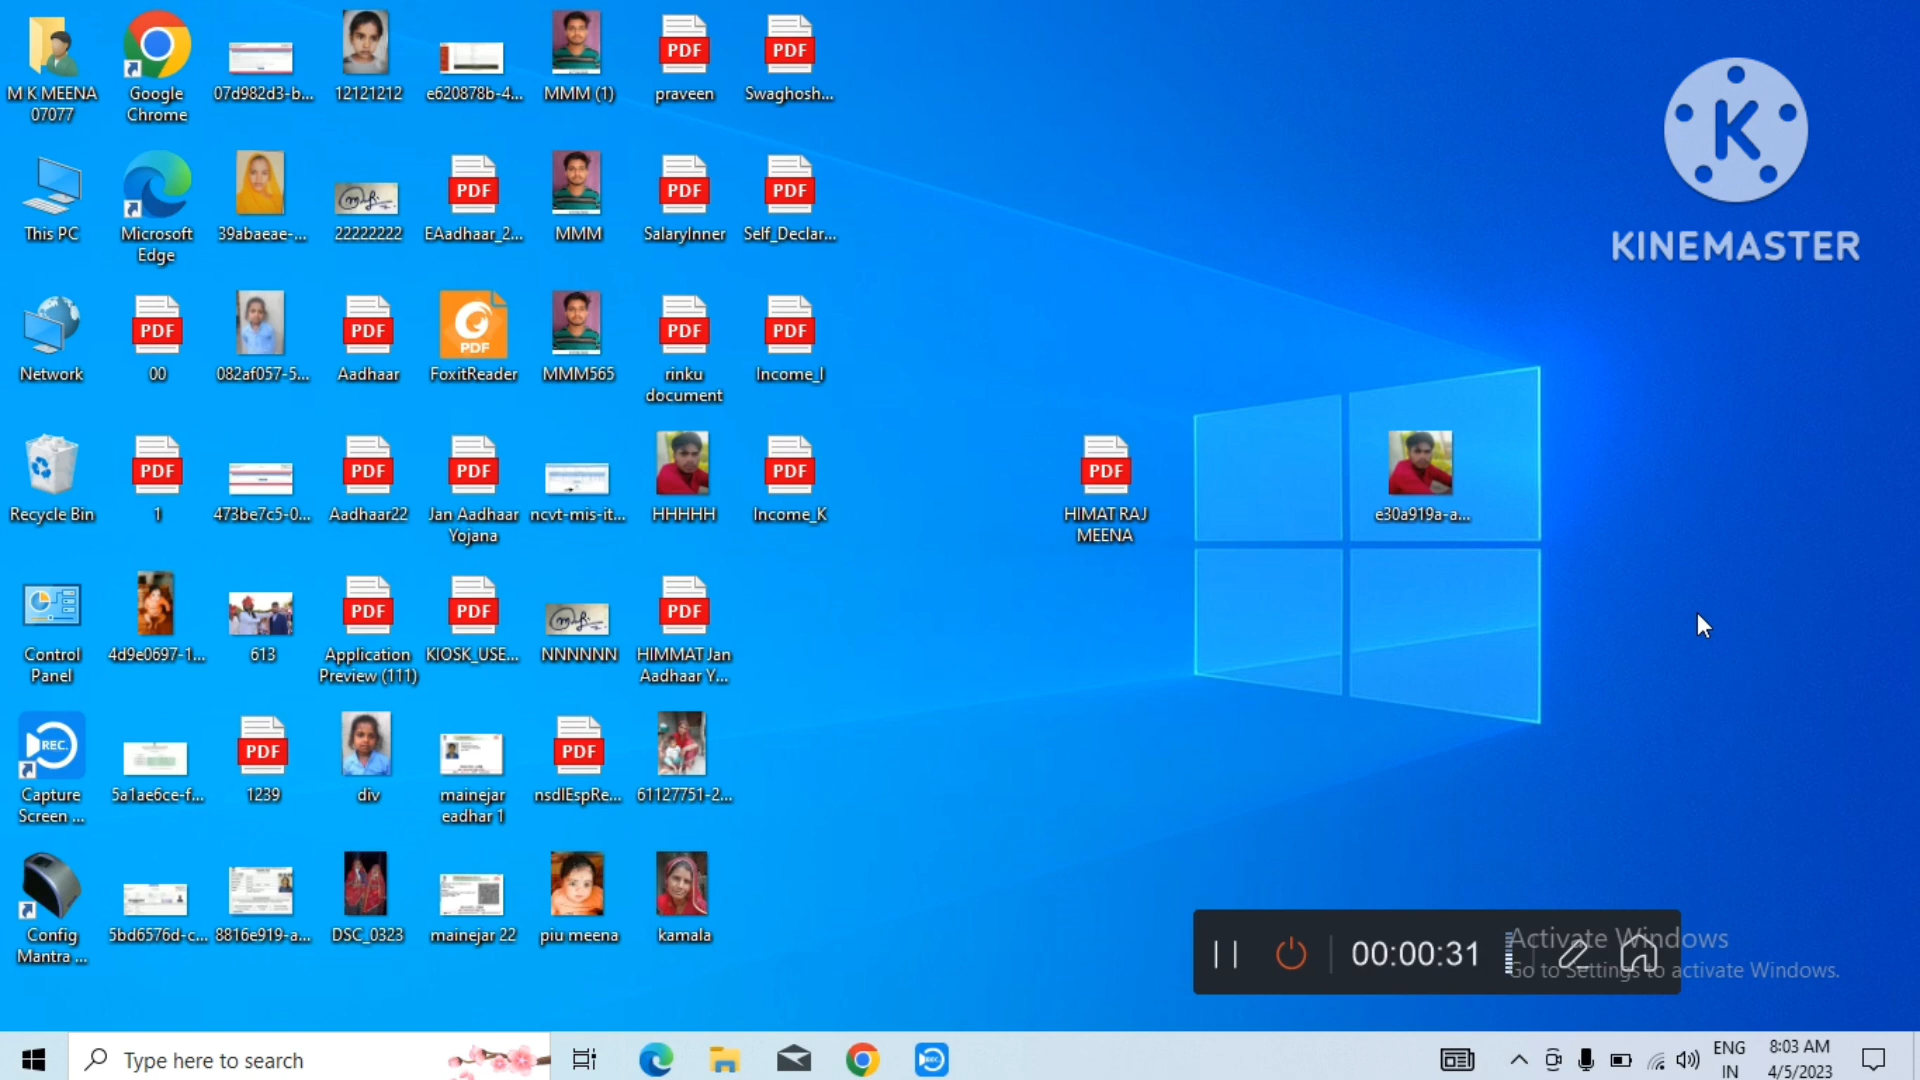 M K MEENA
07077
Google
Chrome
07d982d3-b...
12121212
e620878b-4...
MMM (1)
PDF
praveen
PDF
Swaghosh...
K
KINEMASTER
This PC
Microsoft
Edge
39abaeae-...
22222222
PDF
EAadhaar_2...
MMM
PDF
SalaryInner
PDF
Self_Declar...
Network
PDF
00
082af057-5...
PDF
Aadhaar
PDF
FoxitReader
MMM565
PDF
rinku
document
PDF
Income_I
Recycle Bin
PDF
1
473be7c5-0...
PDF
Aadhaar22
PDF
Jan Aadhaar
Yojana
ncvt-mis-it...
HHHHH
PDF
Income_K
PDF
HIMAT RAJ
MEENA
e30a919a-a...
Control
Panel
4d9e0697-1...
613
PDF
Application
Preview (111)
PDF
KIOSK_USE...
NNNNNN
PDF
HIMMAT Jan
Aadhaar Y...
REC.
Capture
Screen ...
5a1ae6ce-f...
PDF
1239
div
mainejar
eadhar 1
PDF
nsdlEspRe...
61127751-2...
Config
Mantra ...
5bd6576d-c...
8816e919-a...
DSC_0323
mainejar 22
piu meena
kamala
00:00:31
Activate Windows
Go to Settings to activate Windows.
Type here to search
REC
ENG
IN
8:03 AM
4/5/2023